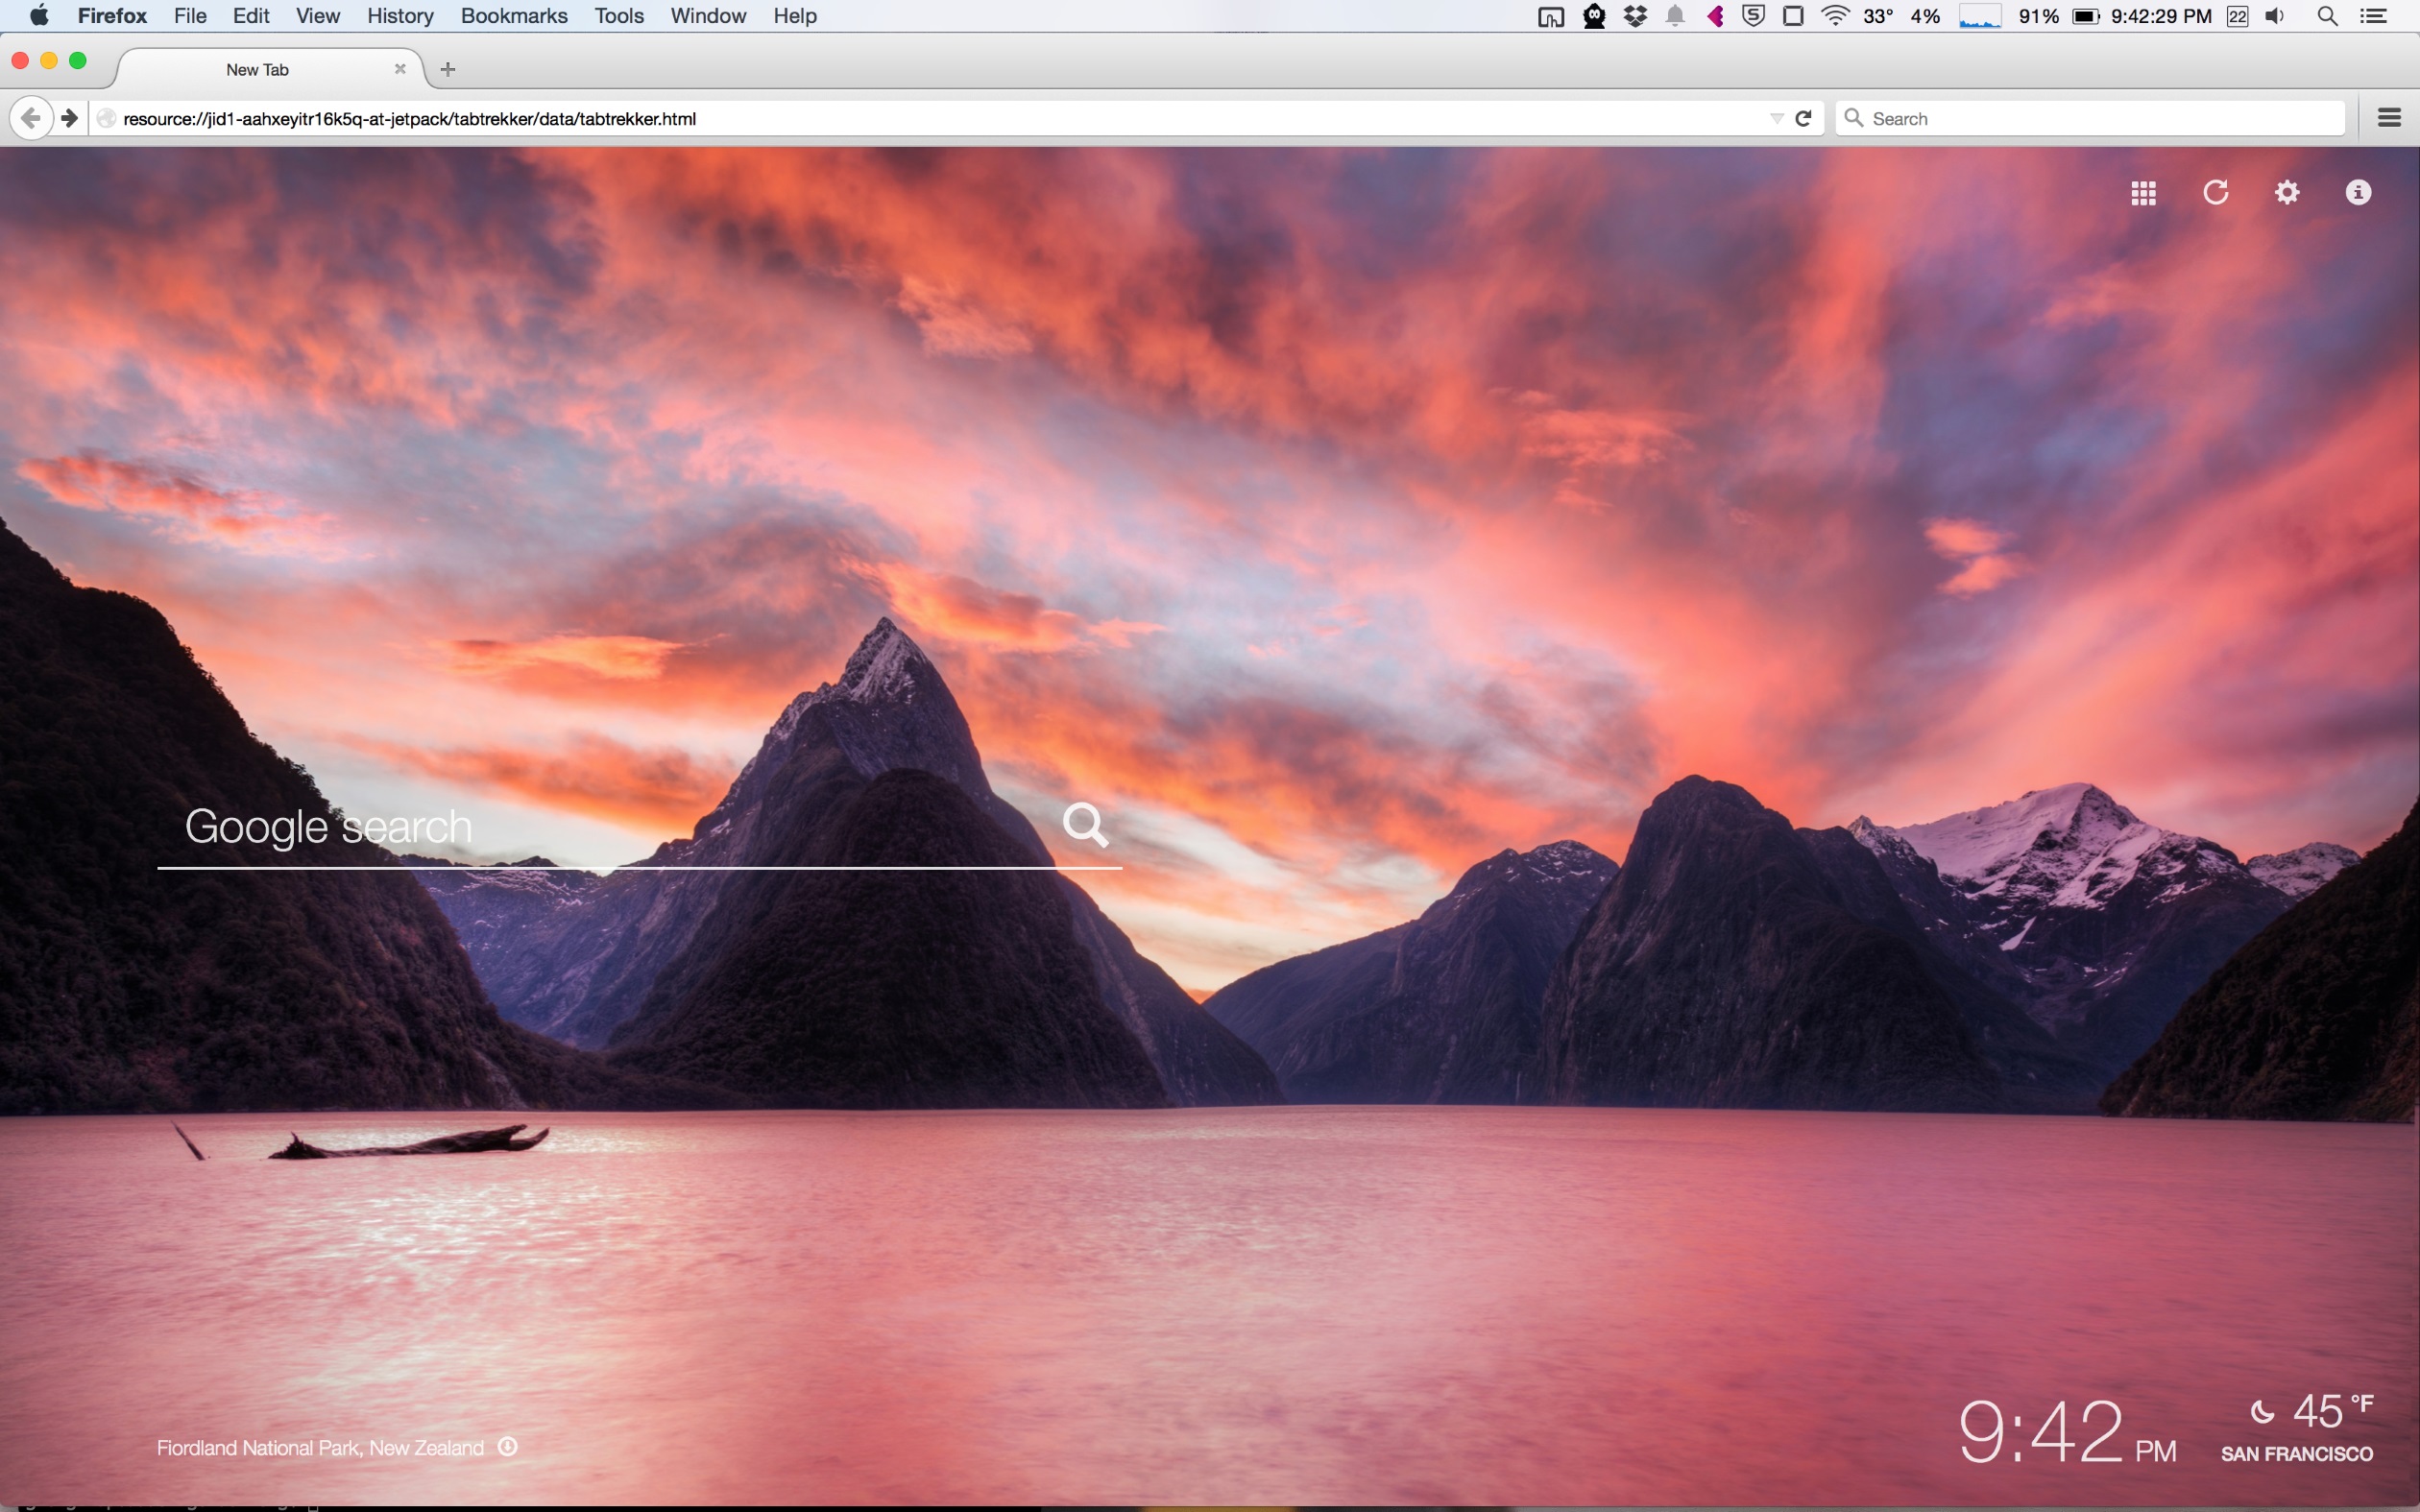 Firefox File Edit View History Bookmarks Tools Window Help 33° 4% 91% 9:42:29 PM 22
New Tab
resource://jid1-aahxeyitr16k5q-at-jetpack/tabtrekker/data/tabtrekker.html Search
Google search
9:42 PM 45 °F
Fiordland National Park, New Zealand SAN FRANCISCO